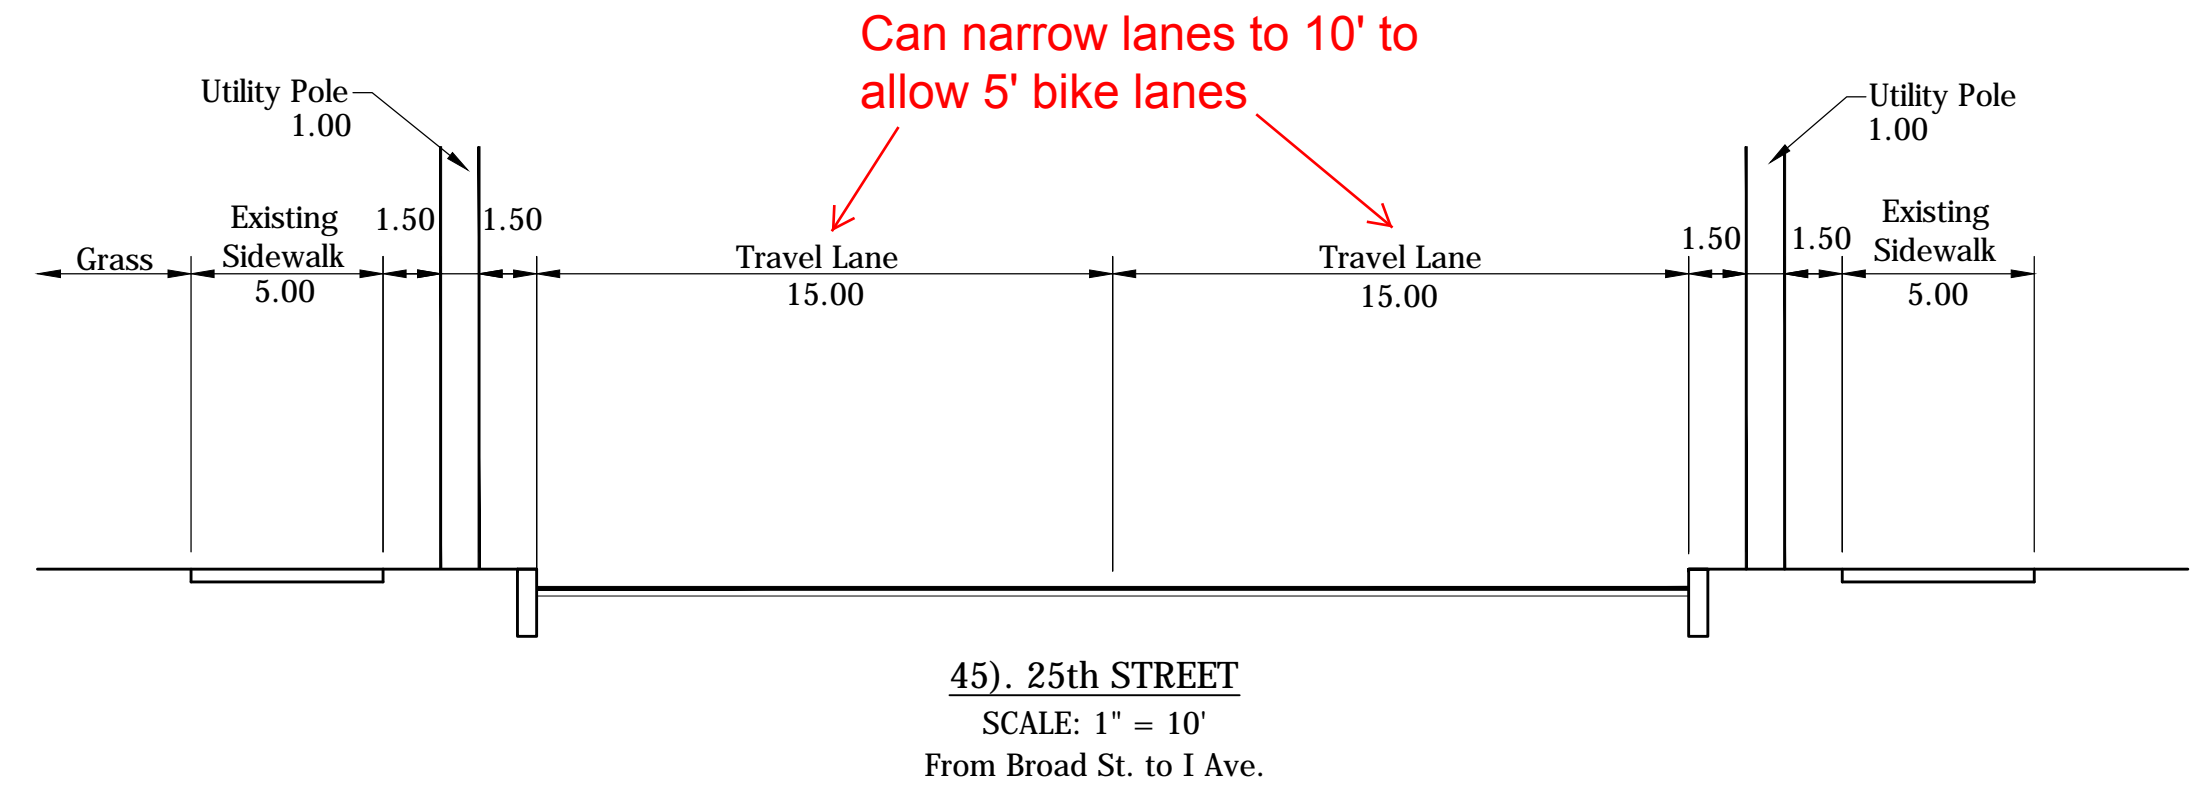 Can narrow lanes to 10' to
allow 5' bike lanes
Utility Pole
1.00
Utility Pole
1.00
Grass
Existing
Sidewalk
5.00
1.50
1.50
Travel Lane
15.00
Travel Lane
15.00
1.50
1.50
Existing
Sidewalk
5.00
45). 25th STREET
SCALE: 1" = 10'
From Broad St. to I Ave.